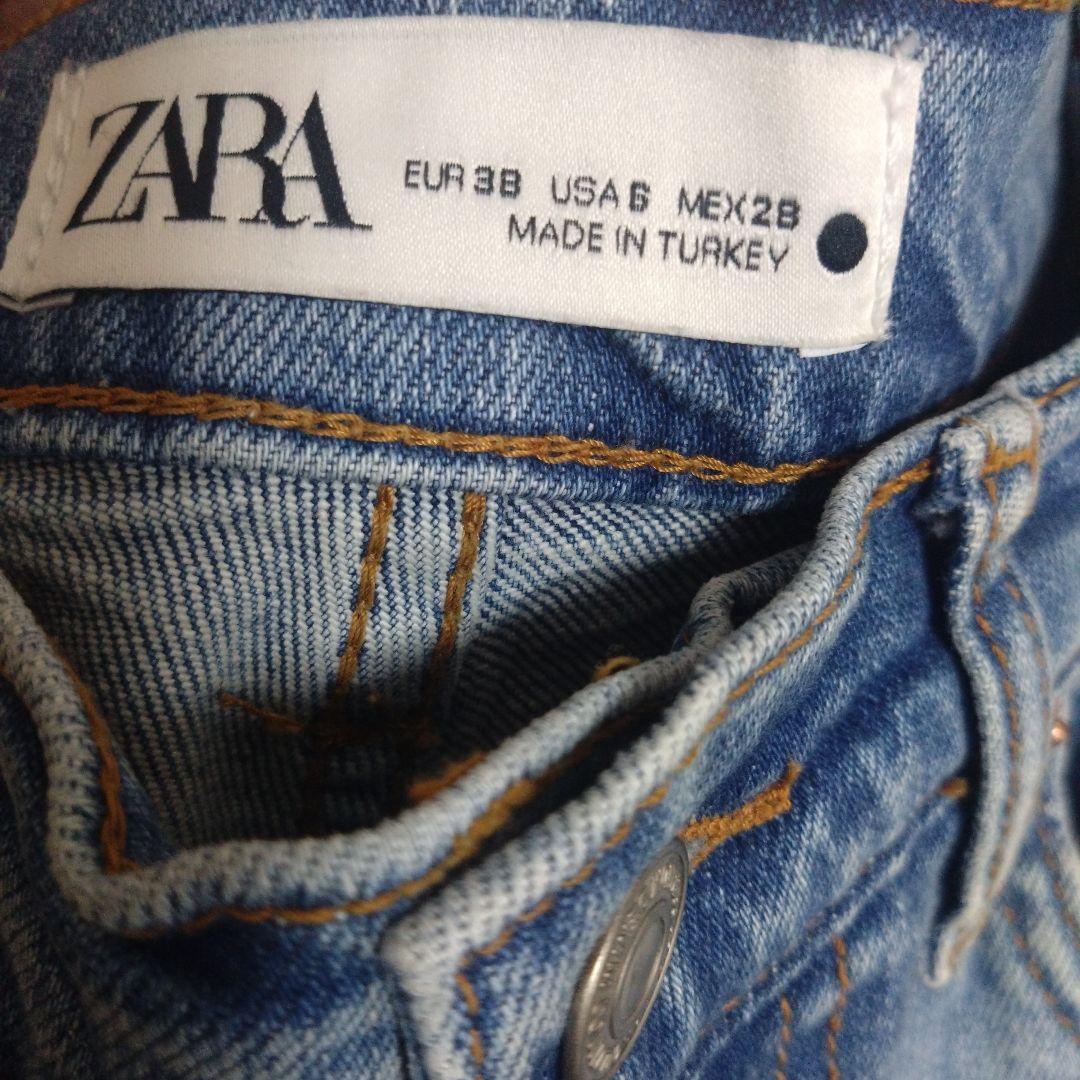 ZARA
EUR 38 USA 6 MEX 28
MADE IN TURKEY